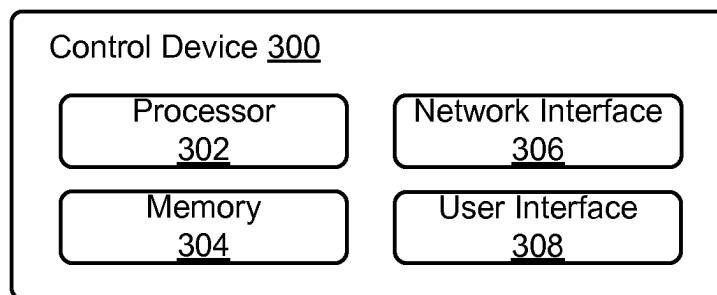 Control Device 300
Processor
302
Network Interface
306
Memory
304
User Interface
308